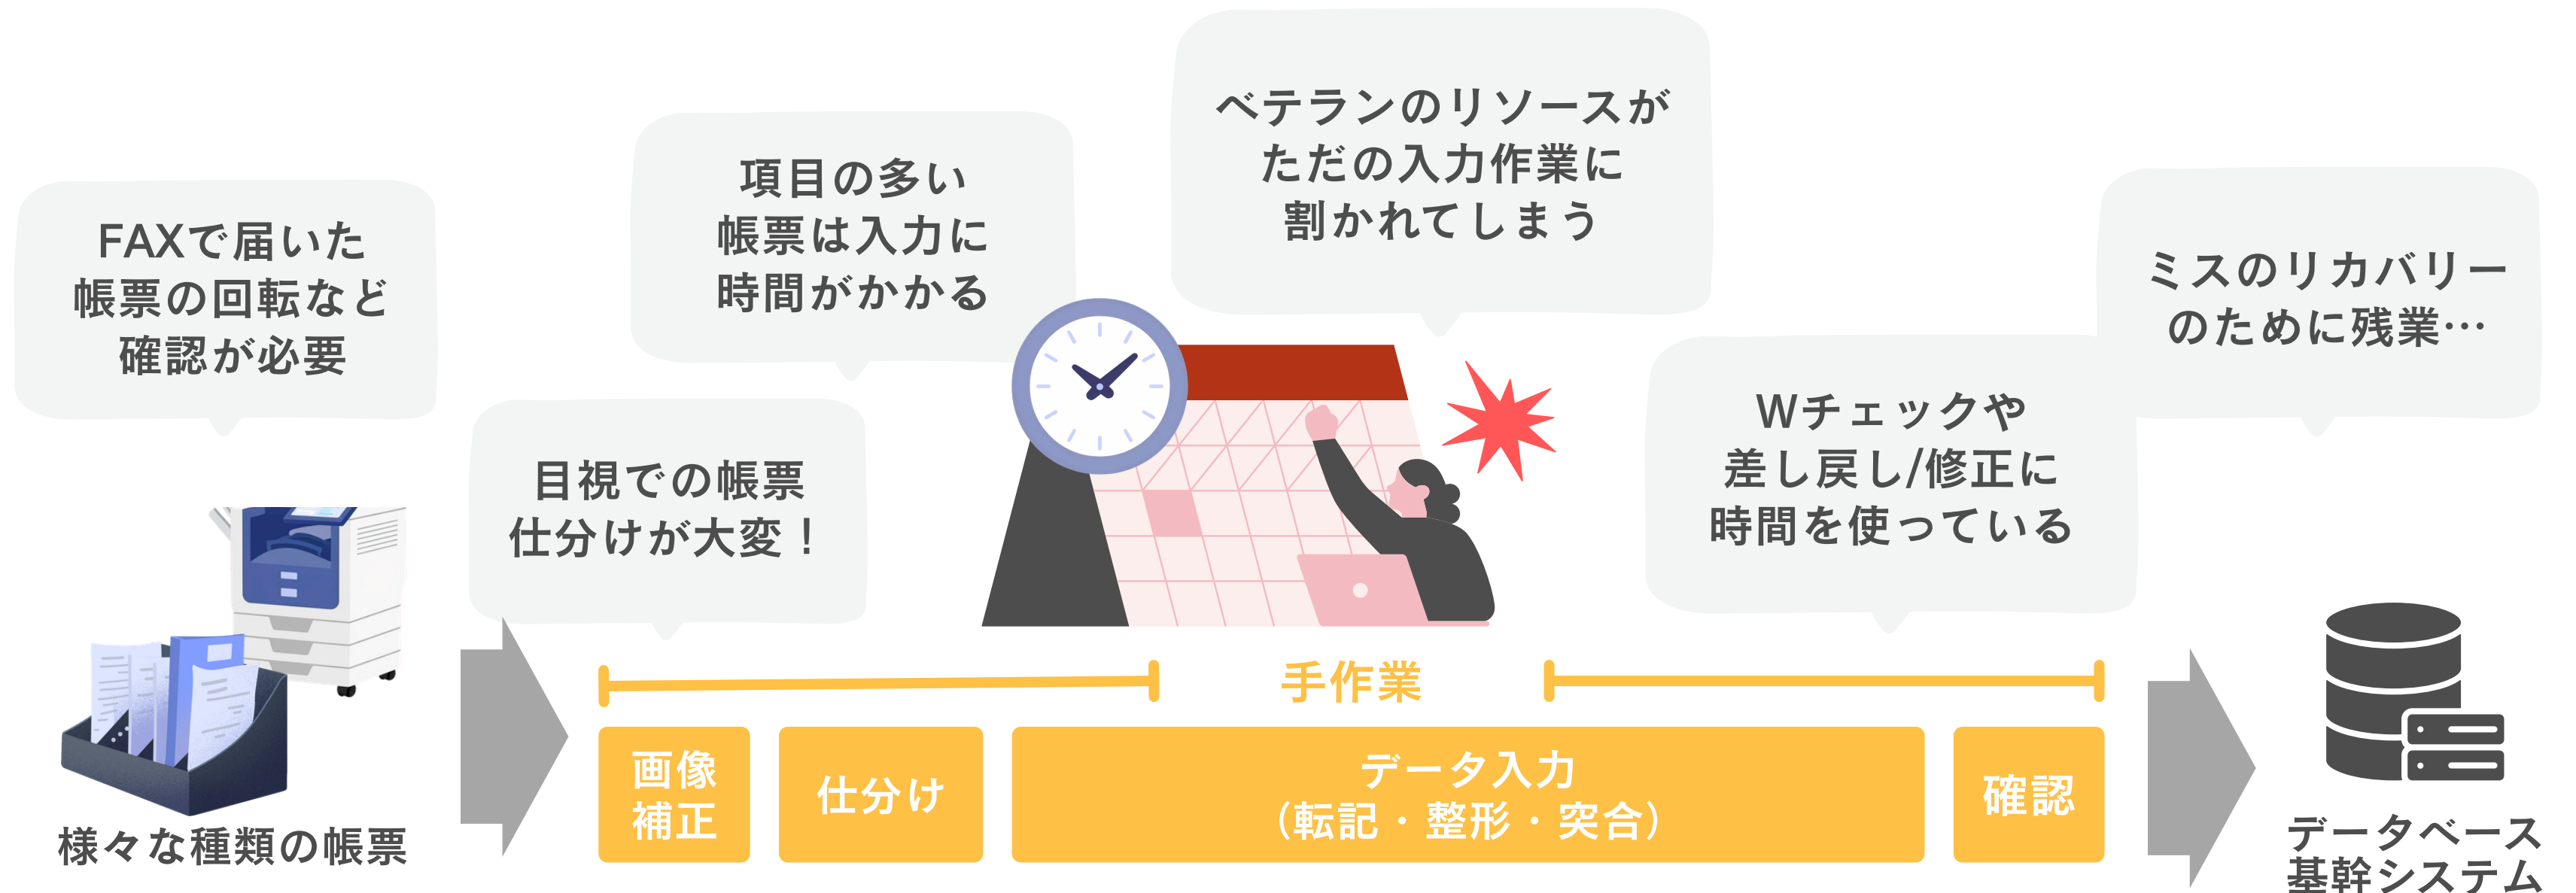 FAXで届いた
帳票の回転など
確認が必要
目視での帳票
仕分けが大変！
項目の多い
帳票は入力に
時間がかかる
ベテランのリソースが
ただの入力作業に
割かれてしまう
Wチェックや
差し戻し/修正に
時間を使っている
ミスのリカバリー
のために残業…
様々な種類の帳票
手作業
画像
補正
仕分け
データ入力
（転記・整形・突合）
確認
データベース
基幹システム